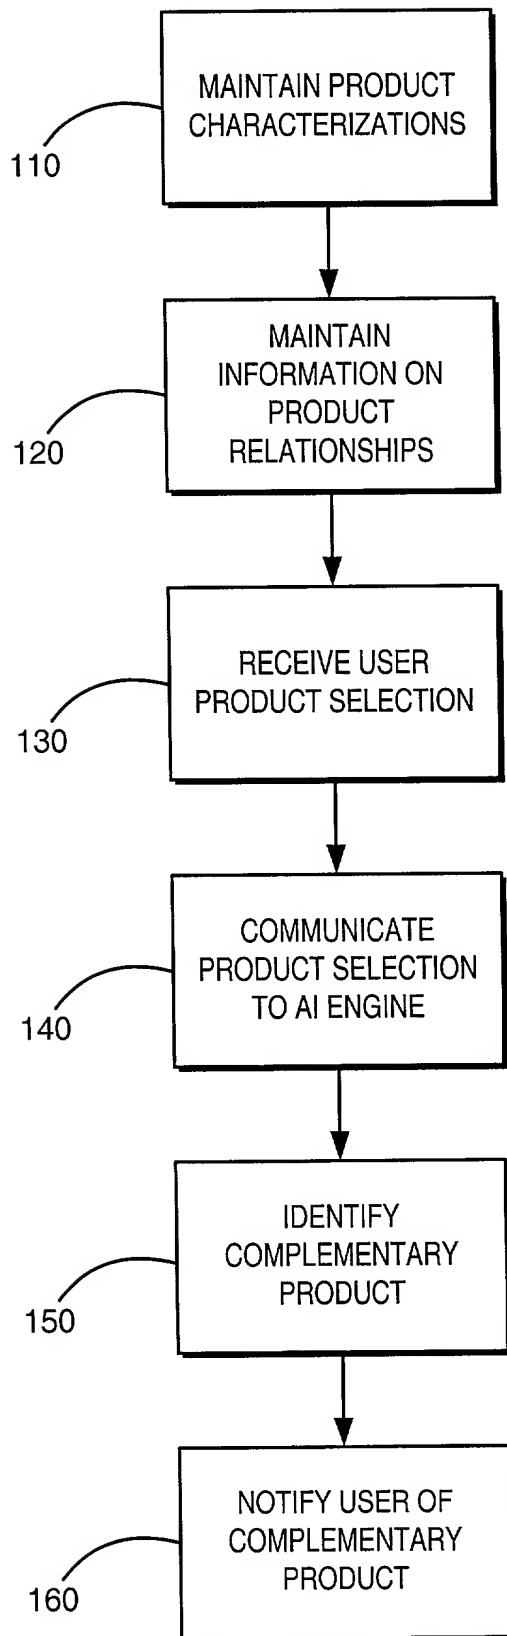 MAINTAIN PRODUCT
CHARACTERIZATIONS
110
MAINTAIN
INFORMATION ON
PRODUCT
RELATIONSHIPS
120
RECEIVE USER
PRODUCT SELECTION
130
COMMUNICATE
PRODUCT SELECTION
TO AI ENGINE
140
IDENTIFY
COMPLEMENTARY
PRODUCT
150
NOTIFY USER OF
COMPLEMENTARY
PRODUCT
160